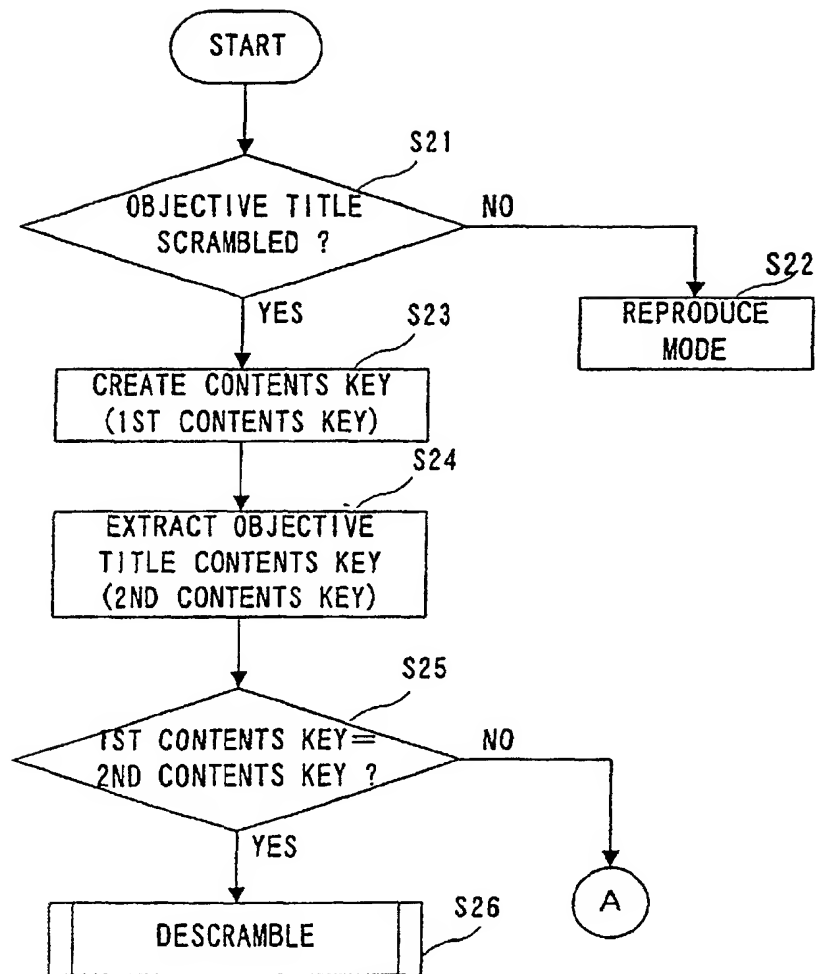 START
S21
OBJECTIVE TITLE
SCRAMBLED ?
NO
YES
S22
REPRODUCE
MODE
S23
CREATE CONTENTS KEY
(1ST CONTENTS KEY)
S24
EXTRACT OBJECTIVE
TITLE CONTENTS KEY
(2ND CONTENTS KEY)
S25
1ST CONTENTS KEY=
2ND CONTENTS KEY ?
NO
YES
A
S26
DESCRAMBLE